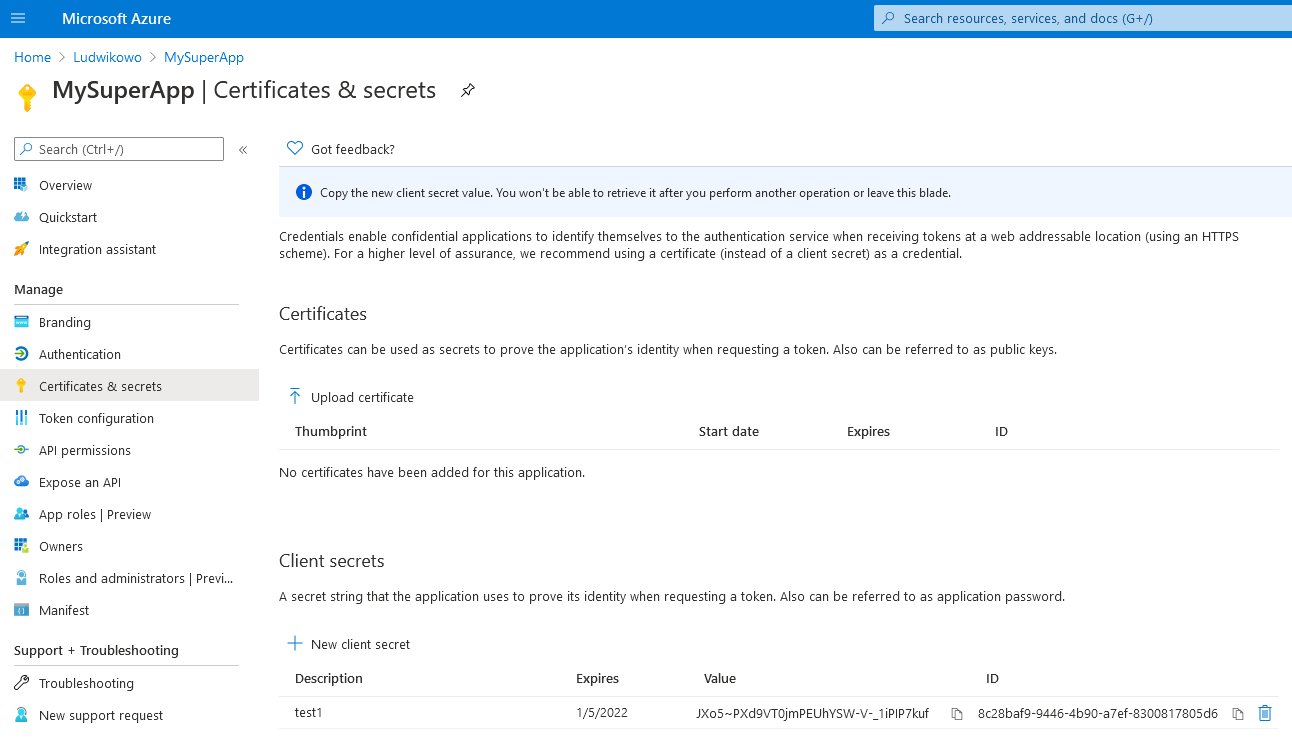 Microsoft Azure
Search resources, services, and docs (G+/)
Home > Ludwikowo > MySuperApp
MySuperApp | Certificates & secrets
Search (Ctrl+/)
«
Overview
Quickstart
Integration assistant
Manage
Branding
Authentication
Certificates & secrets
Token configuration
API permissions
Expose an API
App roles | Preview
Owners
Roles and administrators | Previ...
Manifest
Support + Troubleshooting
Troubleshooting
New support request
Got feedback?
Copy the new client secret value. You won't be able to retrieve it after you perform another operation or leave this blade.
Credentials enable confidential applications to identify themselves to the authentication service when receiving tokens at a web addressable location (using an HTTPS
scheme). For a higher level of assurance, we recommend using a certificate (instead of a client secret) as a credential.
Certificates
Certificates can be used as secrets to prove the application's identity when requesting a token. Also can be referred to as public keys.
Upload certificate
Thumbprint Start date Expires ID
No certificates have been added for this application.
Client secrets
A secret string that the application uses to prove its identity when requesting a token. Also can be referred to as application password.
New client secret
Description Expires Value ID
test1 1/5/2022 JXo5~PXd9VT0jmPEUhYSW-V-_1iPIP7kuf 8c28baf9-9446-4b90-a7ef-8300817805d6